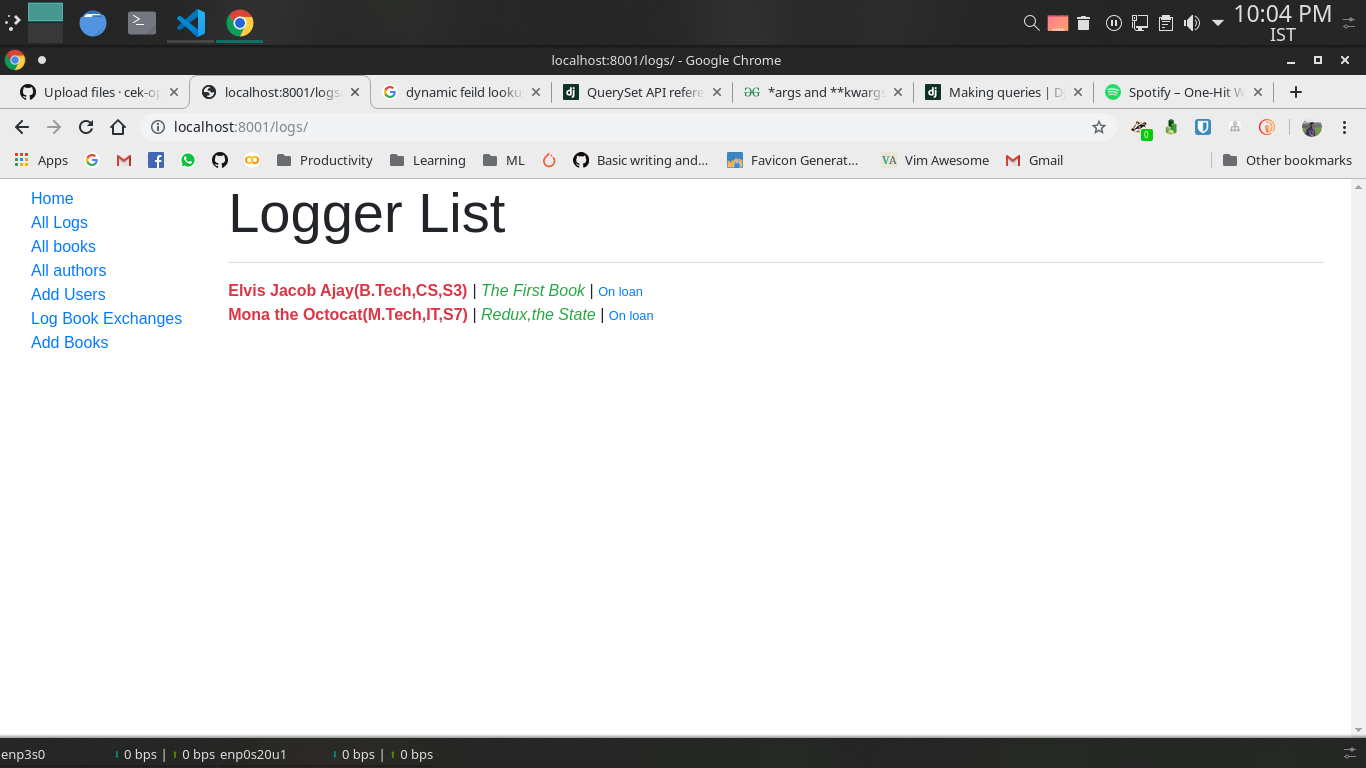 10:04 PM
IST
localhost:8001/logs/ - Google Chrome
Upload files · cek-op
localhost:8001/logs
dynamic feild looku
QuerySet API refere
*args and **kwargs
Making queries | D
Spotify – One-Hit W
localhost:8001/logs/
0
Apps
Productivity
Learning
ML
Basic writing and...
Favicon Generat...
VA Vim Awesome
Gmail
Other bookmarks
Home
All Logs
All books
All authors
Add Users
Log Book Exchanges
Add Books
Logger List
Elvis Jacob Ajay(B.Tech,CS,S3) | The First Book | On loan
Mona the Octocat(M.Tech,IT,S7) | Redux,the State | On loan
enp3s0 0 bps | 0 bps enp0s20u1 0 bps | 0 bps